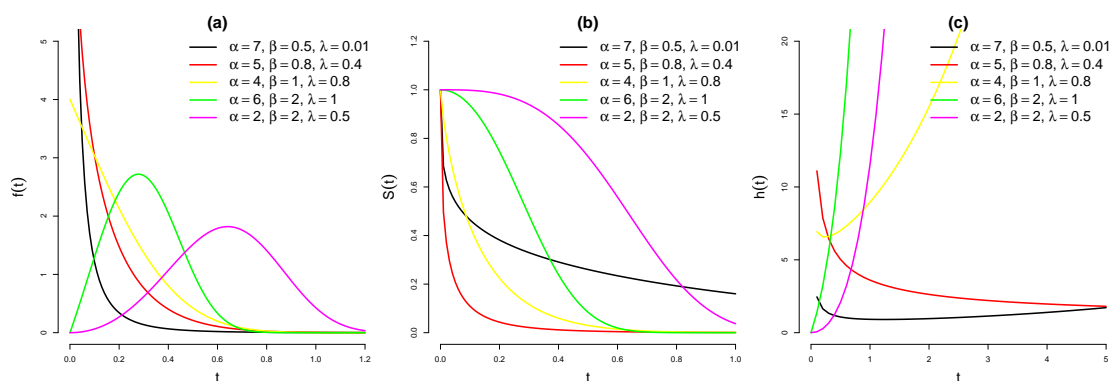 (a)
f(t)
0 1 2 3 4 5
0.0 0.2 0.4 0.6 0.8 1.0 1.2
t
α = 7, β = 0.5, λ = 0.01
α = 5, β = 0.8, λ = 0.4
α = 4, β = 1, λ = 0.8
α = 6, β = 2, λ = 1
α = 2, β = 2, λ = 0.5
(b)
S(t)
0.0 0.2 0.4 0.6 0.8 1.0 1.2
0.0 0.2 0.4 0.6 0.8 1.0
t
α = 7, β = 0.5, λ = 0.01
α = 5, β = 0.8, λ = 0.4
α = 4, β = 1, λ = 0.8
α = 6, β = 2, λ = 1
α = 2, β = 2, λ = 0.5
(c)
h(t)
0 5 10 15 20
0 1 2 3 4 5
t
α = 7, β = 0.5, λ = 0.01
α = 5, β = 0.8, λ = 0.4
α = 4, β = 1, λ = 0.8
α = 6, β = 2, λ = 1
α = 2, β = 2, λ = 0.5